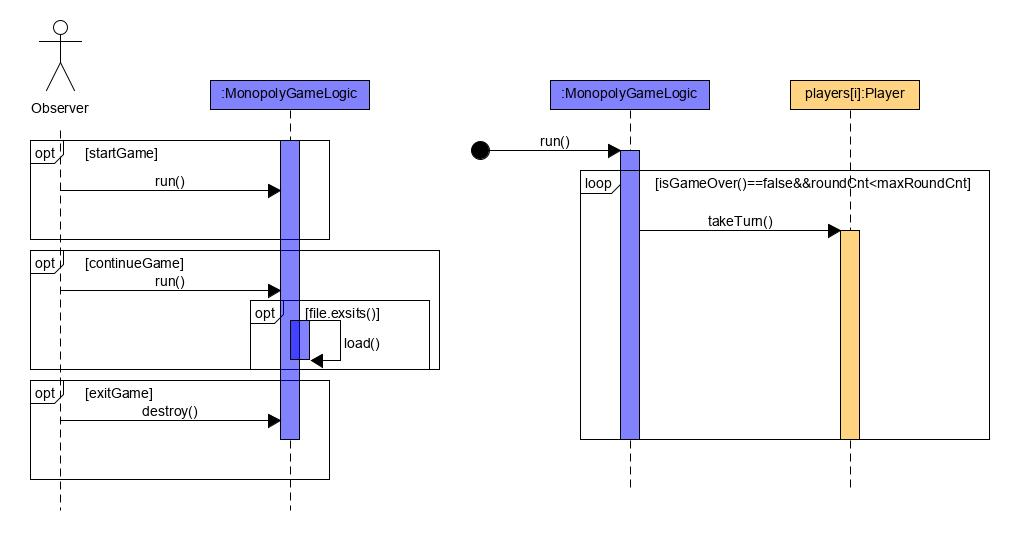 Observer
:MonopolyGameLogic
opt [startGame]
run()
opt [continueGame]
run()
opt [file.exsits()]
load()
opt [exitGame]
destroy()
:MonopolyGameLogic
players[i]:Player
run()
loop [isGameOver()==false&&roundCnt<maxRoundCnt]
takeTurn()